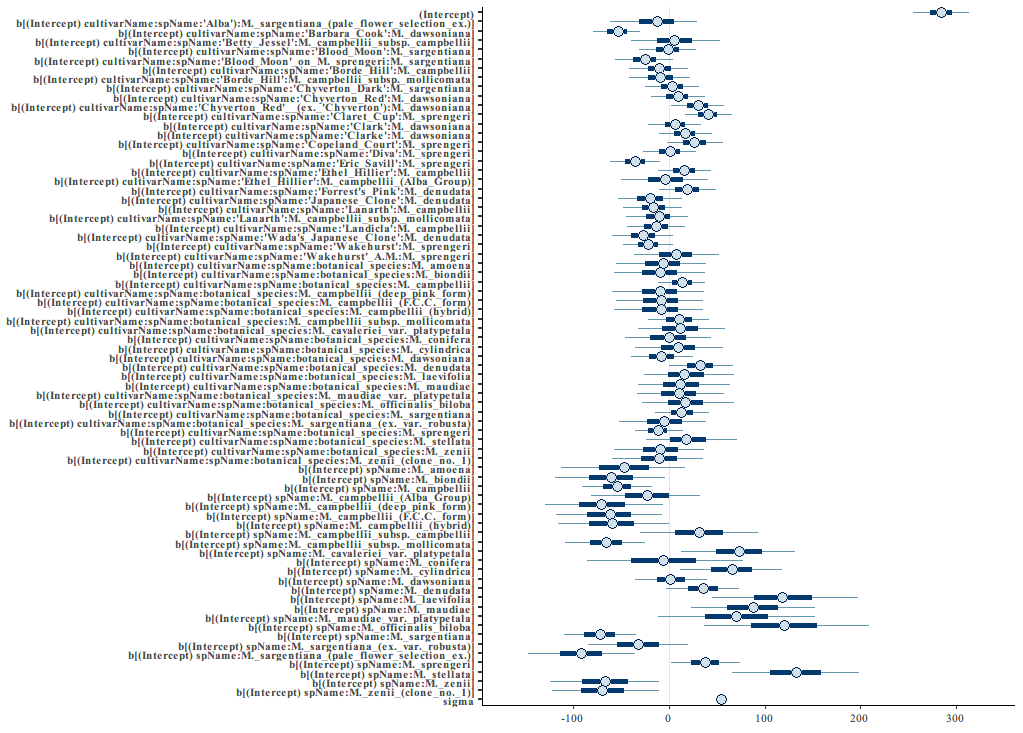 (Intercept)
b[(Intercept) cultivarName:spName:'Alba':M._sargentiana_(pale_flower_selection_ex.)]
b[(Intercept) cultivarName:spName:'Barbara_Cook':M._dawsoniana]
b[(Intercept) cultivarName:spName:'Betty_Jessel':M._campbellii_subsp._campbellii]
b[(Intercept) cultivarName:spName:'Blood_Moon':M._sargentiana]
b[(Intercept) cultivarName:spName:'Blood_Moon'_on_M._sprengeri:M._sargentiana]
b[(Intercept) cultivarName:spName:'Borde_Hill':M._campbellii]
b[(Intercept) cultivarName:spName:'Borde_Hill':M._campbellii_subsp._mollicomata]
b[(Intercept) cultivarName:spName:'Chyverton_Dark':M._sargentiana]
b[(Intercept) cultivarName:spName:'Chyverton_Red':M._dawsoniana]
b[(Intercept) cultivarName:spName:'Chyverton_Red'__(ex._'Chyverton'):M._dawsoniana]
b[(Intercept) cultivarName:spName:'Claret_Cup':M._sprengeri]
b[(Intercept) cultivarName:spName:'Clark':M._dawsoniana]
b[(Intercept) cultivarName:spName:'Clarke':M._dawsoniana]
b[(Intercept) cultivarName:spName:'Copeland_Court':M._sprengeri]
b[(Intercept) cultivarName:spName:'Diva':M._sprengeri]
b[(Intercept) cultivarName:spName:'Eric_Savill':M._sprengeri]
b[(Intercept) cultivarName:spName:'Ethel_Hillier':M._campbellii]
b[(Intercept) cultivarName:spName:'Ethel_Hillier':M._campbellii_(Alba_Group)]
b[(Intercept) cultivarName:spName:'Forrest's_Pink':M._denudata]
b[(Intercept) cultivarName:spName:'Japanese_Clone':M._denudata]
b[(Intercept) cultivarName:spName:'Lanarth':M._campbellii]
b[(Intercept) cultivarName:spName:'Lanarth':M._campbellii_subsp._mollicomata]
b[(Intercept) cultivarName:spName:'Landicla':M._campbellii]
b[(Intercept) cultivarName:spName:'Wada's_Japanese_Clone':M._denudata]
b[(Intercept) cultivarName:spName:'Wakehurst':M._sprengeri]
b[(Intercept) cultivarName:spName:'Wakehurst'_A.M:M._sprengeri]
b[(Intercept) cultivarName:spName:botanical_species:M._amoena]
b[(Intercept) cultivarName:spName:botanical_species:M._biondii]
b[(Intercept) cultivarName:spName:botanical_species:M._campbellii]
b[(Intercept) cultivarName:spName:botanical_species:M._campbellii_(deep_pink_form)]
b[(Intercept) cultivarName:spName:botanical_species:M._campbellii_(F.C.C._form)]
b[(Intercept) cultivarName:spName:botanical_species:M._campbellii_(hybrid)]
b[(Intercept) cultivarName:spName:botanical_species:M._campbellii_subsp._mollicomata]
b[(Intercept) cultivarName:spName:botanical_species:M._cavaleriei_var._platypetala]
b[(Intercept) cultivarName:spName:botanical_species:M._conifera]
b[(Intercept) cultivarName:spName:botanical_species:M._cylindrica]
b[(Intercept) cultivarName:spName:botanical_species:M._dawsoniana]
b[(Intercept) cultivarName:spName:botanical_species:M._denudata]
b[(Intercept) cultivarName:spName:botanical_species:M._laevifolia]
b[(Intercept) cultivarName:spName:botanical_species:M._maudiae]
b[(Intercept) cultivarName:spName:botanical_species:M._maudiae_var._platypetala]
b[(Intercept) cultivarName:spName:botanical_species:M._officinalis_biloba]
b[(Intercept) cultivarName:spName:botanical_species:M._sargentiana]
b[(Intercept) cultivarName:spName:botanical_species:M._sargentiana_(ex._var._robusta)]
b[(Intercept) cultivarName:spName:botanical_species:M._sprengeri]
b[(Intercept) cultivarName:spName:botanical_species:M._stellata]
b[(Intercept) cultivarName:spName:botanical_species:M._zenii]
b[(Intercept) cultivarName:spName:botanical_species:M._zenii_(clone_no._1)]
b[(Intercept) spName:M._amoena]
b[(Intercept) spName:M._biondii]
b[(Intercept) spName:M._campbellii]
b[(Intercept) spName:M._campbellii_(Alba_Group)]
b[(Intercept) spName:M._campbellii_(deep_pink_form)]
b[(Intercept) spName:M._campbellii_(F.C.C._form)]
b[(Intercept) spName:M._campbellii_(hybrid)]
b[(Intercept) spName:M._campbellii_subsp._campbellii]
b[(Intercept) spName:M._campbellii_subsp._mollicomata]
b[(Intercept) spName:M._cavaleriei_var._platypetala]
b[(Intercept) spName:M._conifera]
b[(Intercept) spName:M._cylindrica]
b[(Intercept) spName:M._dawsoniana]
b[(Intercept) spName:M._denudata]
b[(Intercept) spName:M._laevifolia]
b[(Intercept) spName:M._maudiae]
b[(Intercept) spName:M._maudiae_var._platypetala]
b[(Intercept) spName:M._officinalis_biloba]
b[(Intercept) spName:M._sargentiana]
b[(Intercept) spName:M._sargentiana_(ex._var._robusta)]
b[(Intercept) spName:M._sargentiana_(pale_flower_selection_ex.)]
b[(Intercept) spName:M._sprengeri]
b[(Intercept) spName:M._stellata]
b[(Intercept) spName:M._zenii]
b[(Intercept) spName:M._zenii_(clone_no._1)]
sigma
-100 0 100 200 300